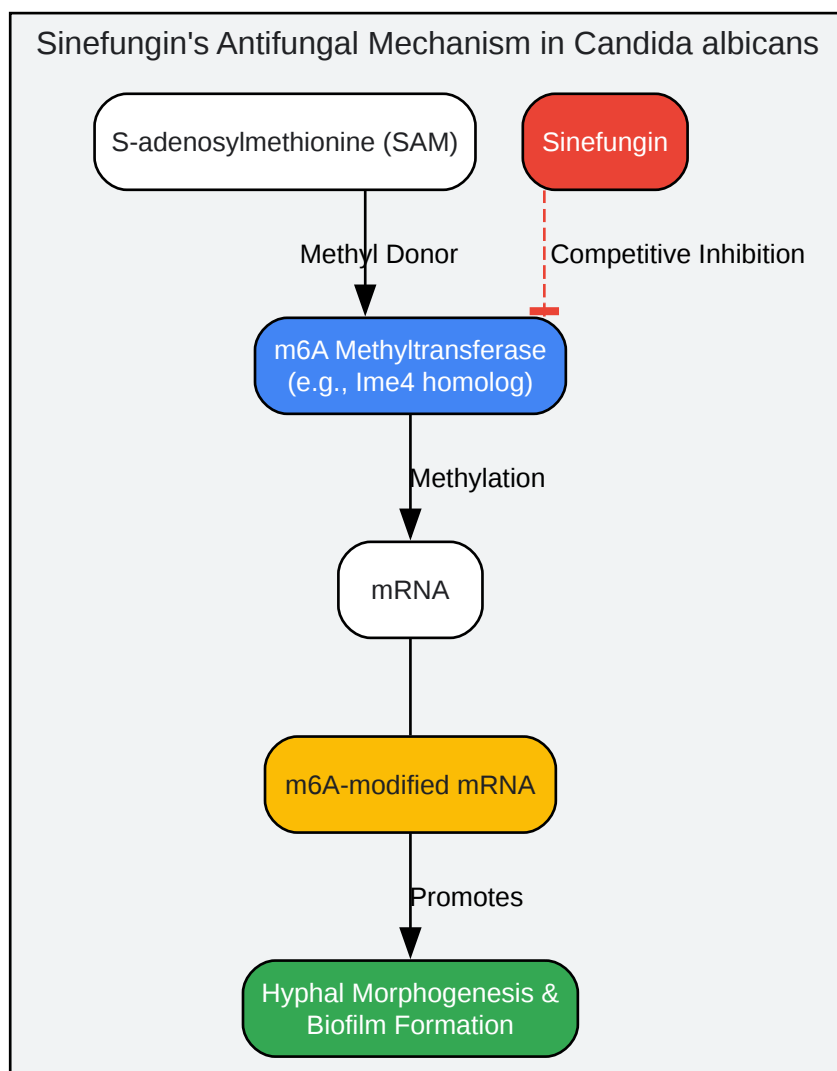 Sinefungin's Antifungal Mechanism in Candida albicans
S-adenosylmethionine (SAM)
Sinefungin
Methyl Donor
Competitive Inhibition
m6A Methyltransferase
(e.g., Ime4 homolog)
Methylation
mRNA
m6A-modified mRNA
Promotes
Hyphal Morphogenesis &
Biofilm Formation